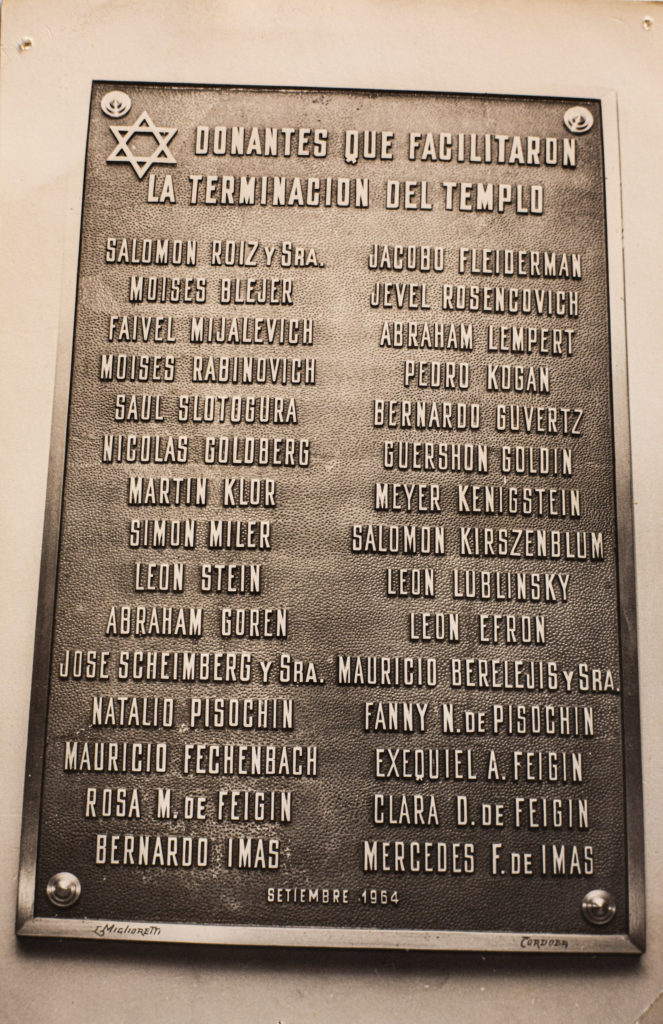 DONANTES QUE FACILITARON
LA TERMINACION DEL TEMPLO
SALOMON ROIZ Y SRA.
MOISES BLEJER
FAIVEL MIJALEVICH
MOISES RABINOVICH
SAUL SLOTOGURA
NICOLAS GOLDBERG
MARTIN KLOR
SIMON MILER
LEON STEIN
ABRAHAM GOREN
JOSE SCHEIMBERG Y SRA.
NATALIO PISOCHIN
MAURICIO FECHENBACH
ROSA M. DE FEIGIN
BERNARDO IMAS
JACOBO FLEIDERMAN
JEVEL ROSENCOVICH
ABRAHAM LEMPERT
PEDRO KOGAN
BERNARDO GUVERTZ
GUERSHON GOLDIN
MEYER KENIGSTEIN
SALOMON KIRSZENBLUM
LEON LUBLINSKY
LEON EFRON
MAURICIO BERELEJIS Y SRA.
FANNY N. DE PISOCHIN
EXEQUIEL A. FEIGIN
CLARA D. DE FEIGIN
MERCEDES F. DE IMAS
SETIEMBRE 1964
MIGLIORETTI
CORDOBA